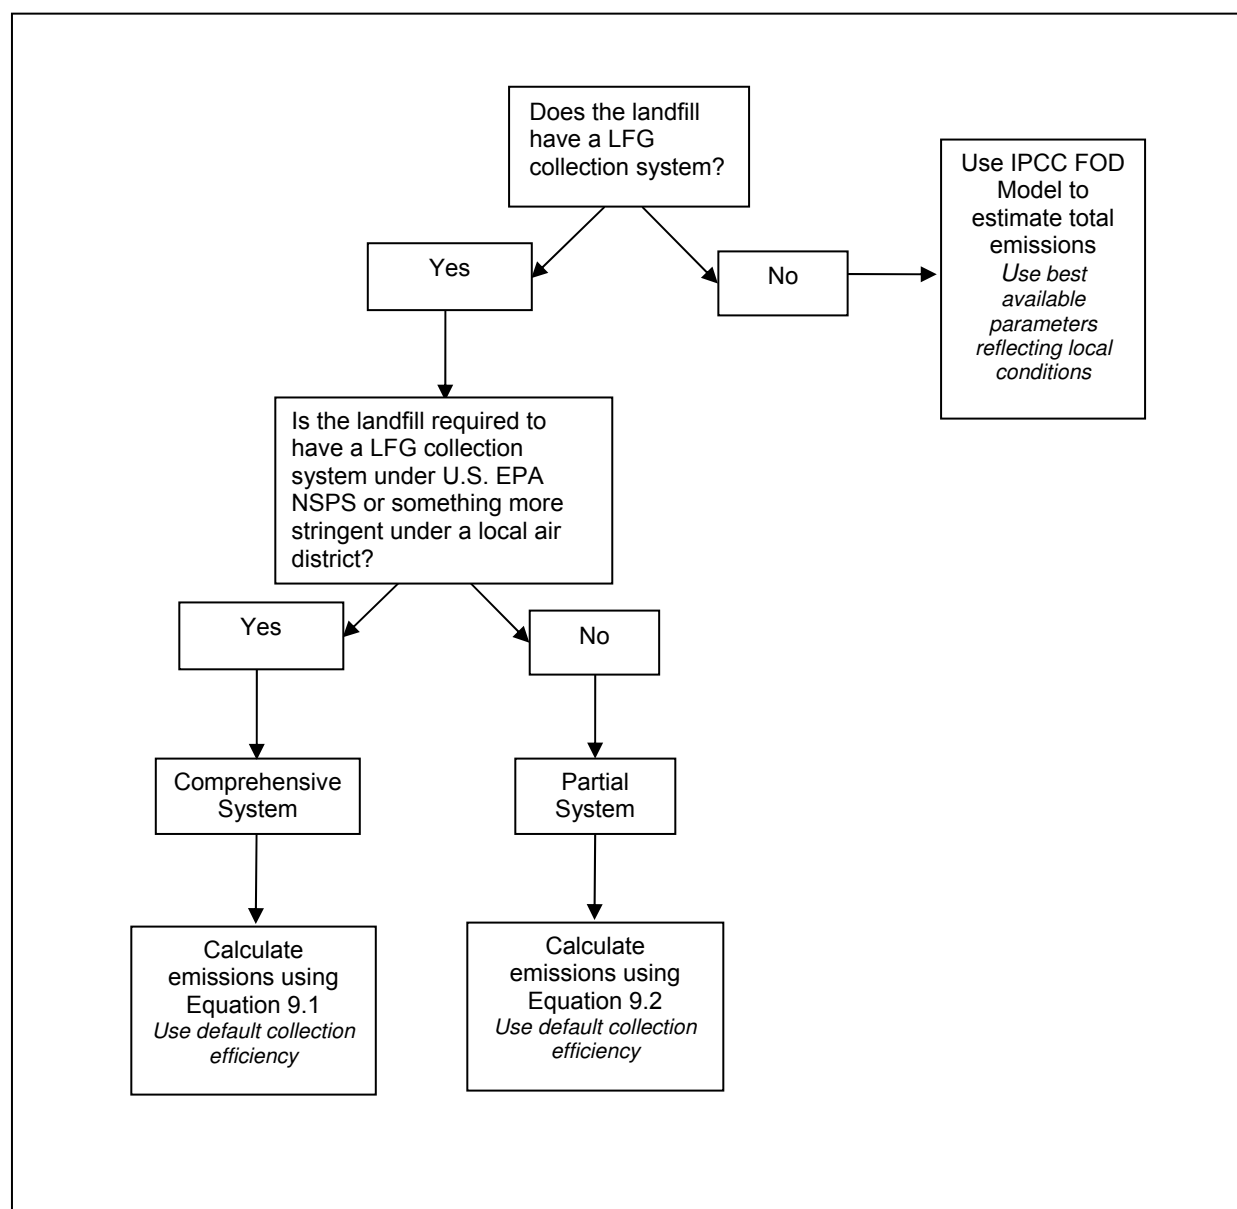 Does the landfill
have a LFG
collection system?
Use IPCC FOD
Model to
estimate total
emissions
Use best
available
parameters
reflecting local
conditions
Yes
No
Is the landfill required to
have a LFG collection
system under U.S. EPA
NSPS or something more
stringent under a local air
district?
Yes
No
Comprehensive
System
Partial
System
Calculate
emissions using
Equation 9.1
Use default collection
efficiency
Calculate
emissions using
Equation 9.2
Use default collection
efficiency